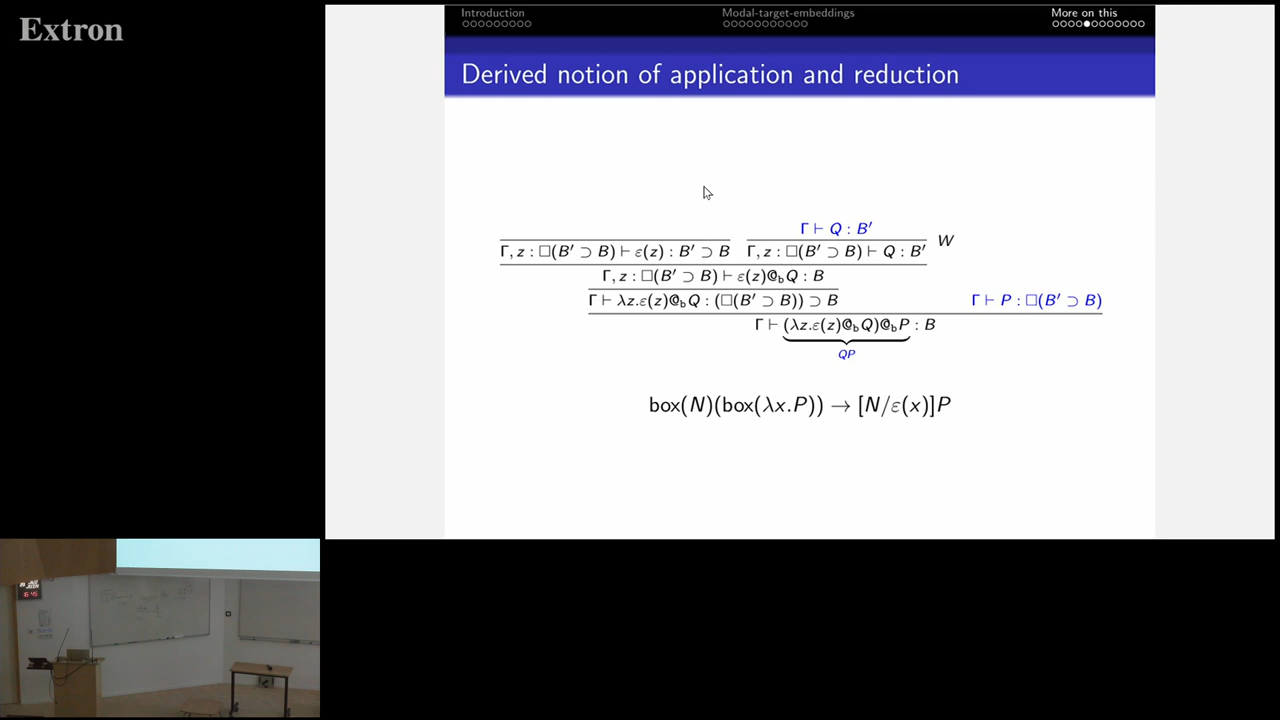 Extron
Introduction Modal-target-embeddings More on this
Derived notion of application and reduction
Γ ⊢ Q : B′
Γ, z : □(B′ ⊃ B) ⊢ ε(z) : B′ ⊃ B Γ, z : □(B′ ⊃ B) ⊢ Q : B′ W
Γ, z : □(B′ ⊃ B) ⊢ ε(z)@bQ : B
Γ ⊢ λz.ε(z)@bQ : (□(B′ ⊃ B)) ⊃ B Γ ⊢ P : □(B′ ⊃ B)
Γ ⊢ (λz.ε(z)@bQ)@bP : B
QP
box(N)(box(λx.P)) → [N/ε(x)]P